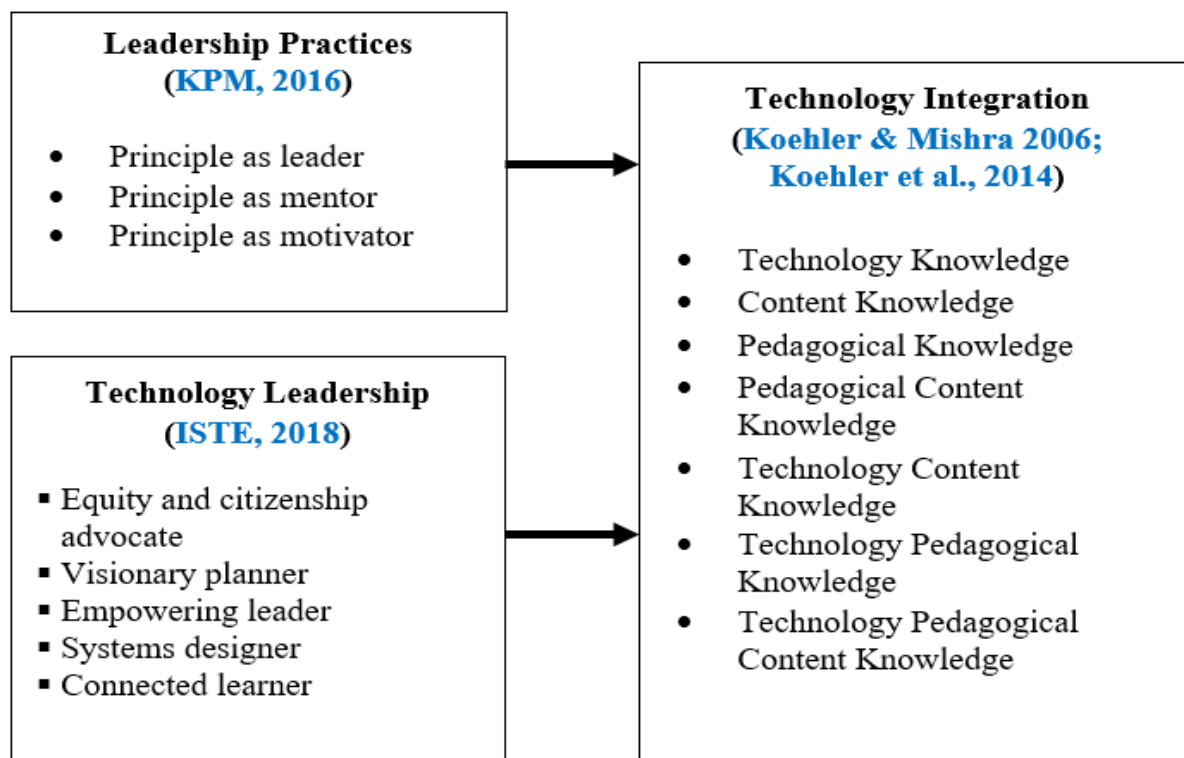 Leadership Practices
(KPM, 2016)
• Principle as leader
• Principle as mentor
• Principle as motivator
Technology Leadership
(ISTE, 2018)
▪ Equity and citizenship
advocate
▪ Visionary planner
▪ Empowering leader
▪ Systems designer
▪ Connected learner
Technology Integration
(Koehler & Mishra 2006;
Koehler et al., 2014)
• Technology Knowledge
• Content Knowledge
• Pedagogical Knowledge
• Pedagogical Content
Knowledge
• Technology Content
Knowledge
• Technology Pedagogical
Knowledge
• Technology Pedagogical
Content Knowledge